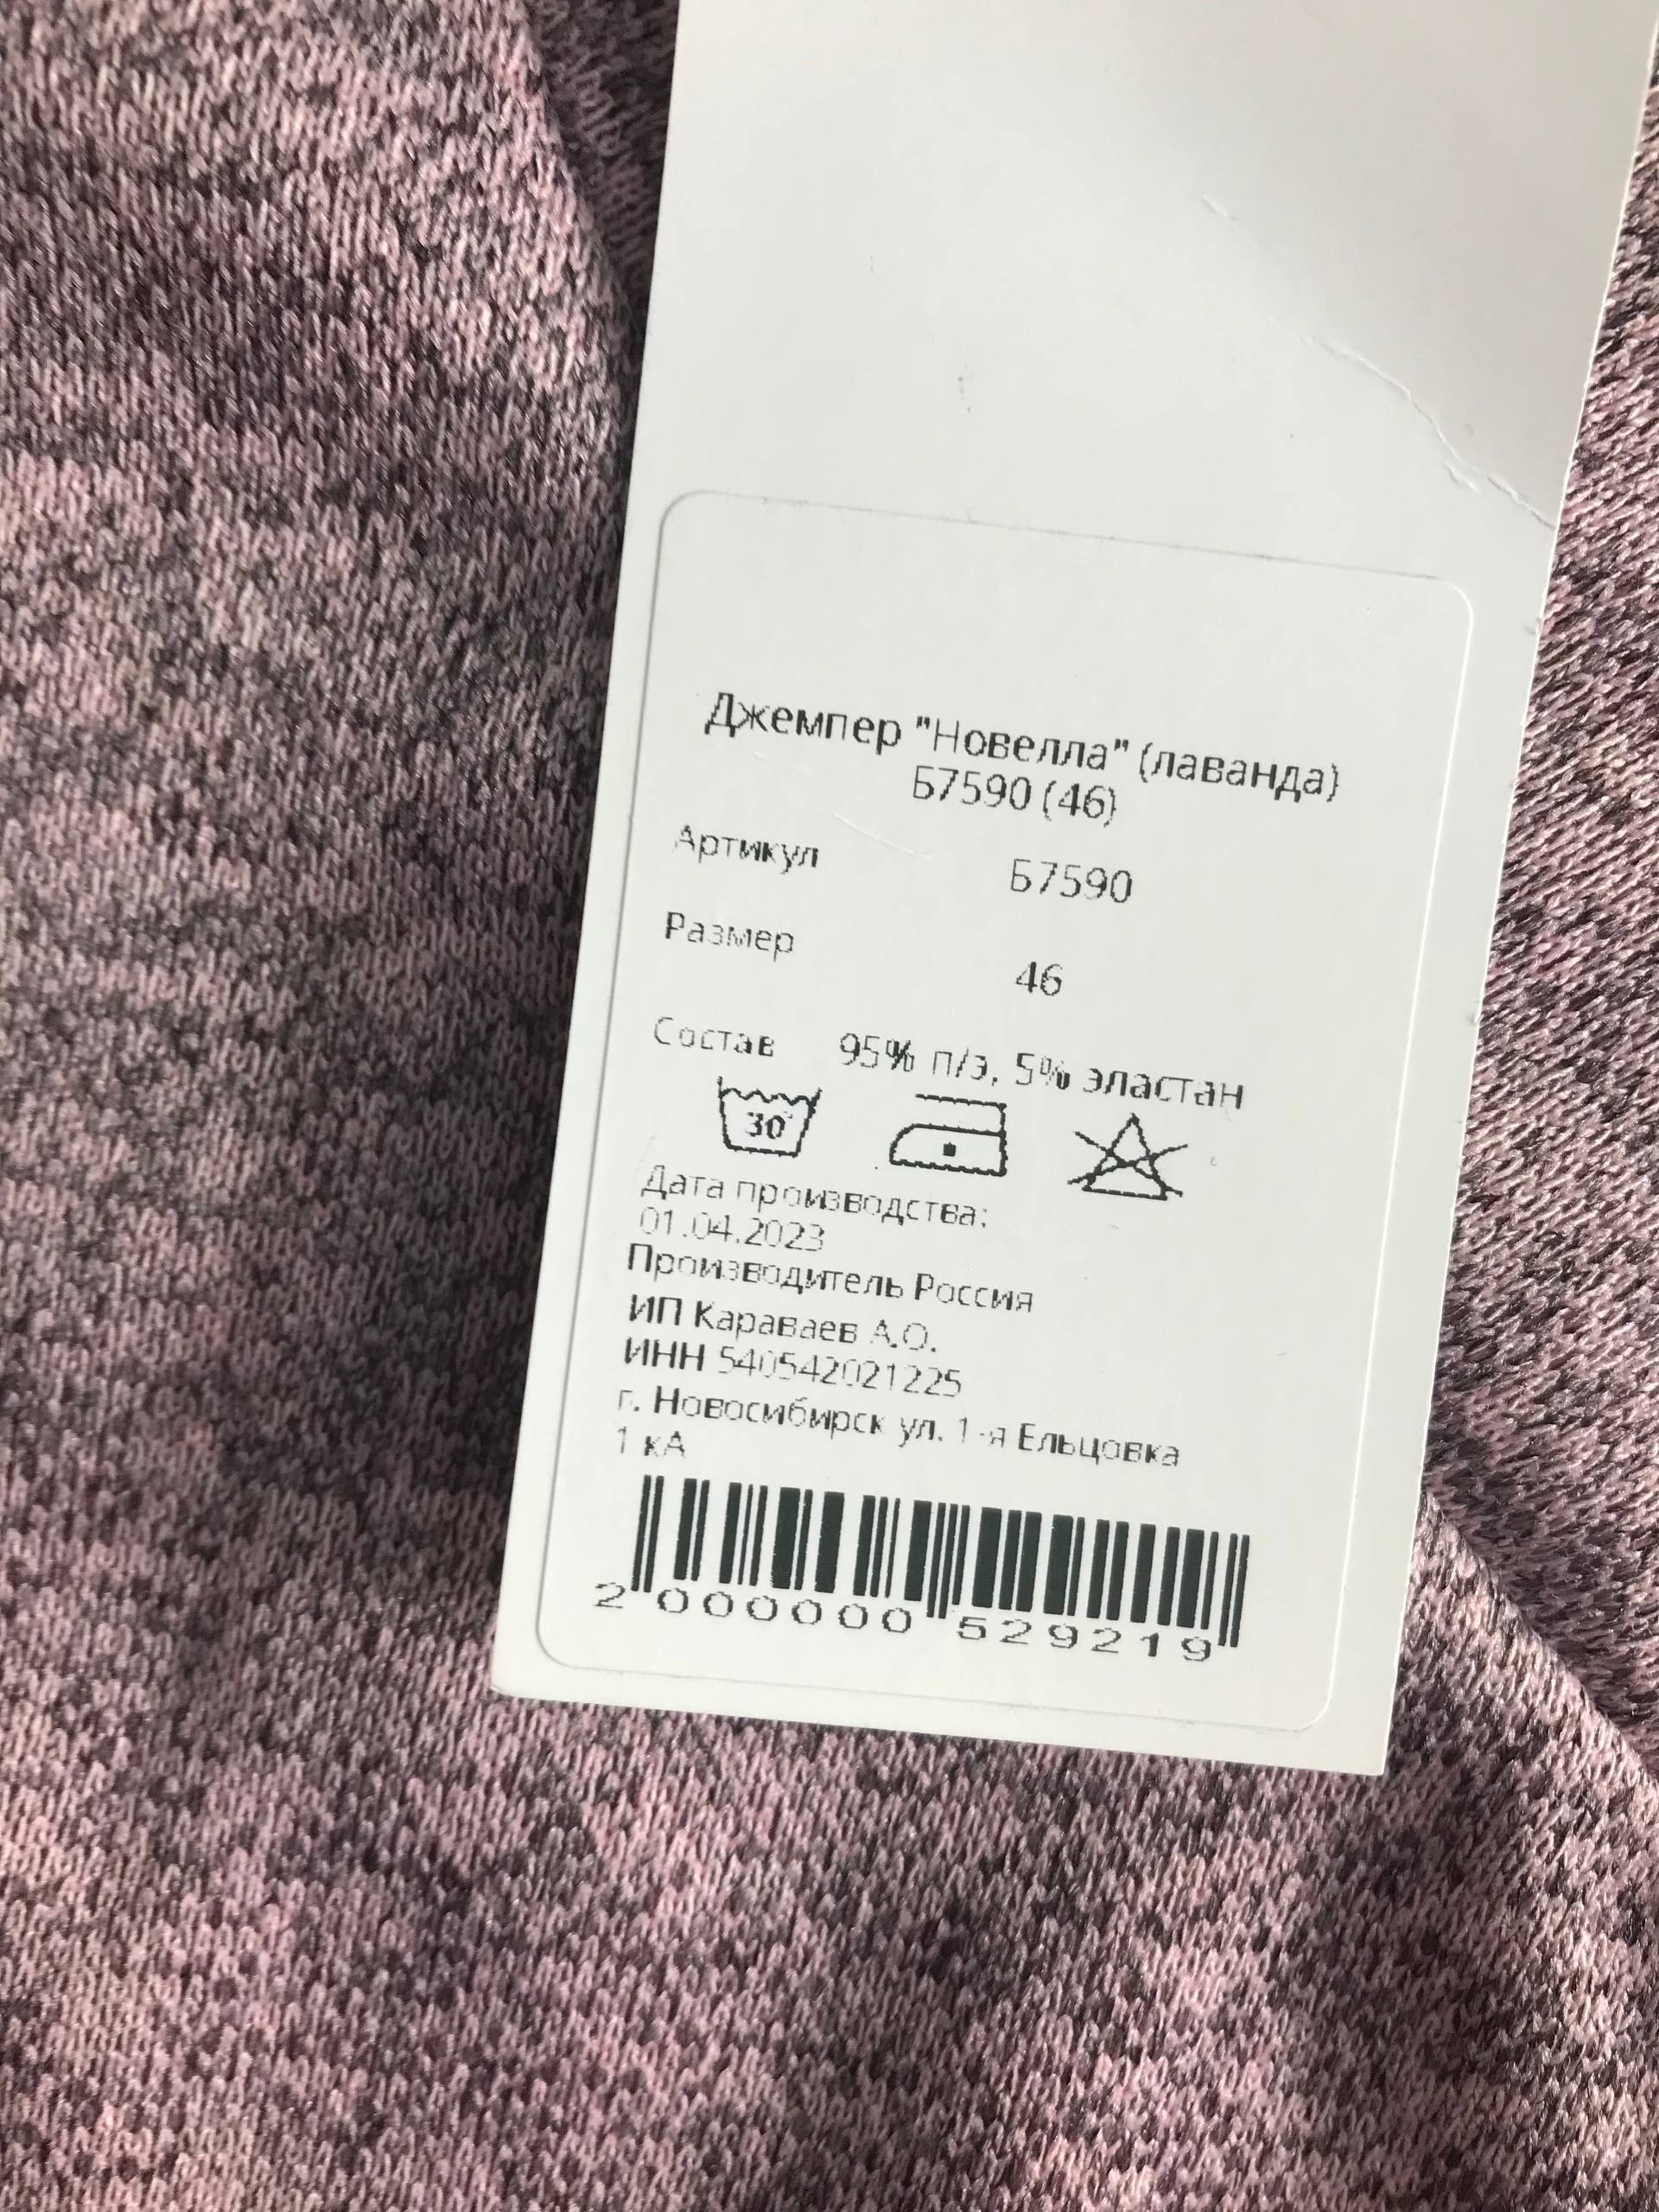 Джемпер "Новелла" (лаванда)
Б7590 (46)
Артикул Б7590
Размер 46
Состав 95% п/э, 5% эластан
30°
Дата производства:
01.04.2023
Производитель Россия
ИП Караваев А.О.
ИНН 540542021225
г. Новосибирск ул. 1-я Ельцовка
1 кА
2 000000 529219